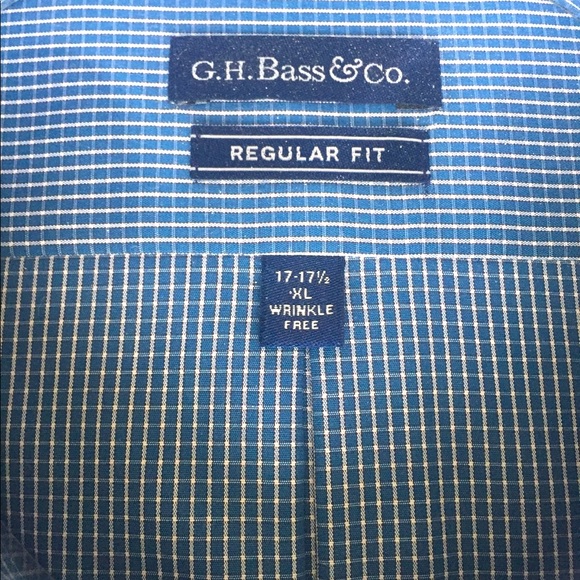 G.H.Bass&Co.
REGULAR FIT
17-17½
XL
WRINKLE
FREE